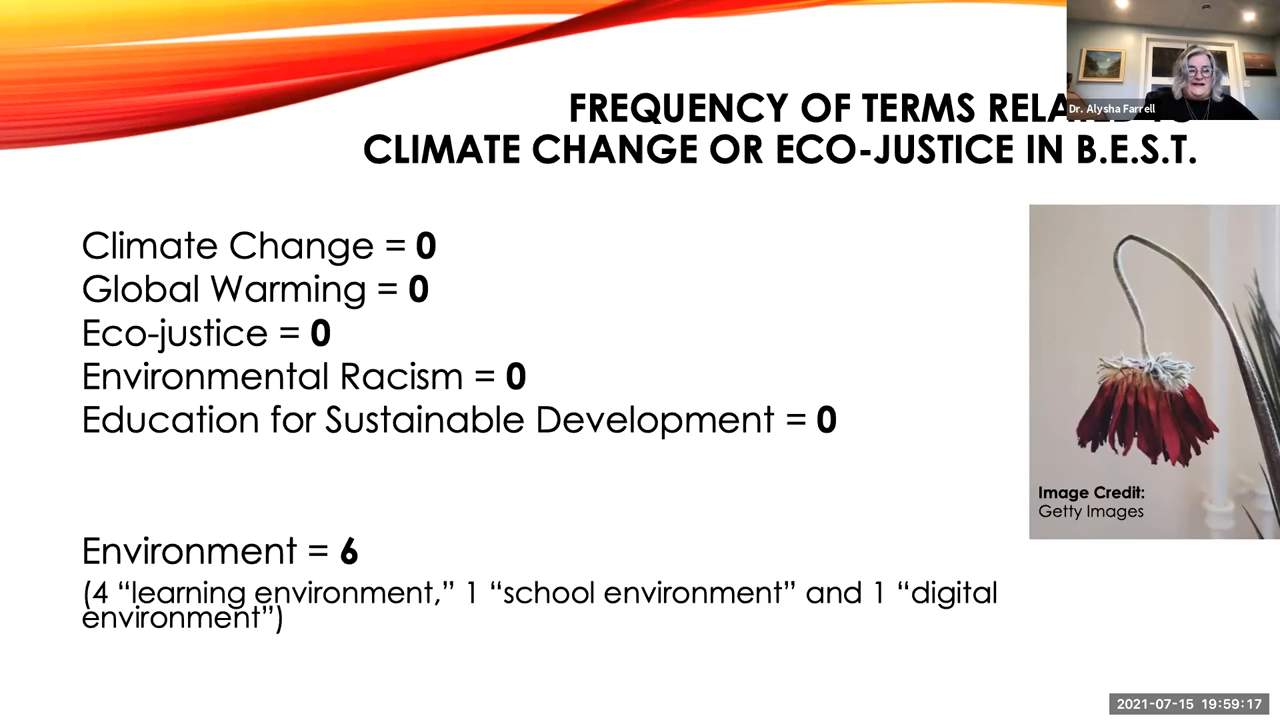 Dr. Alysha Farrell
FREQUENCY OF TERMS RELATED TO
CLIMATE CHANGE OR ECO-JUSTICE IN B.E.S.T.
Climate Change = 0
Global Warming = 0
Eco-justice = 0
Environmental Racism = 0
Education for Sustainable Development = 0
Image Credit:
Getty Images
Environment = 6
(4 “learning environment,” 1 “school environment” and 1 “digital
environment”)
2021-07-15 19:59:17